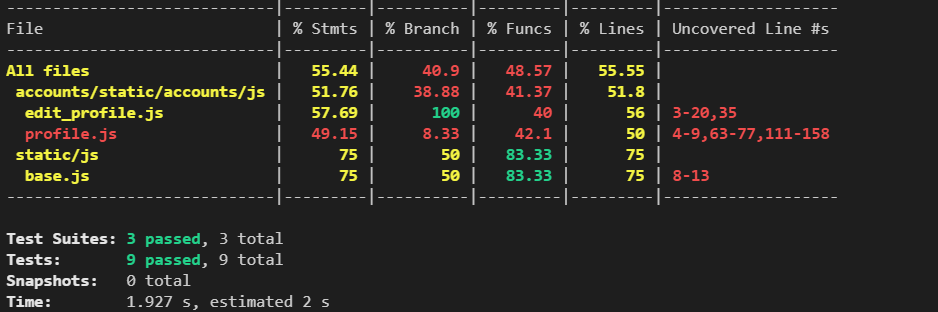 ----------------------------|---------|----------|---------|---------|-------------------
File                        | % Stmts | % Branch | % Funcs | % Lines | Uncovered Line #s
----------------------------|---------|----------|---------|---------|-------------------
All files                   |   55.44 |     40.9 |   48.57 |   55.55 |
 accounts/static/accounts/js |   51.76 |    38.88 |   41.37 |    51.8 |
  edit_profile.js           |   57.69 |      100 |      40 |      56 | 3-20,35
  profile.js                |   49.15 |     8.33 |    42.1 |      50 | 4-9,63-77,111-158
 static/js                  |      75 |       50 |   83.33 |      75 |
  base.js                   |      75 |       50 |   83.33 |      75 | 8-13
----------------------------|---------|----------|---------|---------|-------------------
Test Suites: 3 passed, 3 total
Tests:       9 passed, 9 total
Snapshots:   0 total
Time:        1.927 s, estimated 2 s